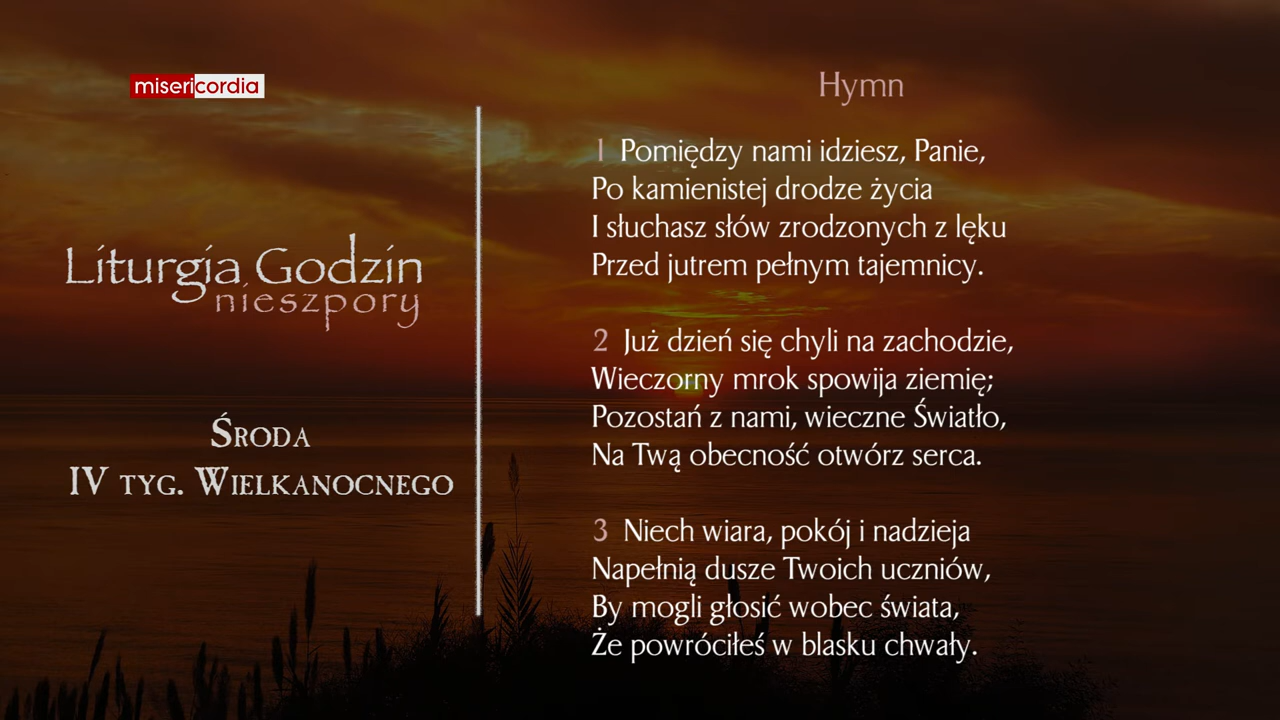 misericordia
Liturgia Godzin
nieszpory
Środa
IV tyg. Wielkanocnego
Hymn
1 Pomiędzy nami idziesz, Panie,
Po kamienistej drodze życia
I słuchasz słów zrodzonych z lęku
Przed jutrem pełnym tajemnicy.
2 Już dzień się chyli na zachodzie,
Wieczorny mrok spowija ziemię;
Pozostań z nami, wieczne Światło,
Na Twą obecność otwórz serca.
3 Niech wiara, pokój i nadzieja
Napełnią dusze Twoich uczniów,
By mogli głosić wobec świata,
Że powróciłeś w blasku chwały.